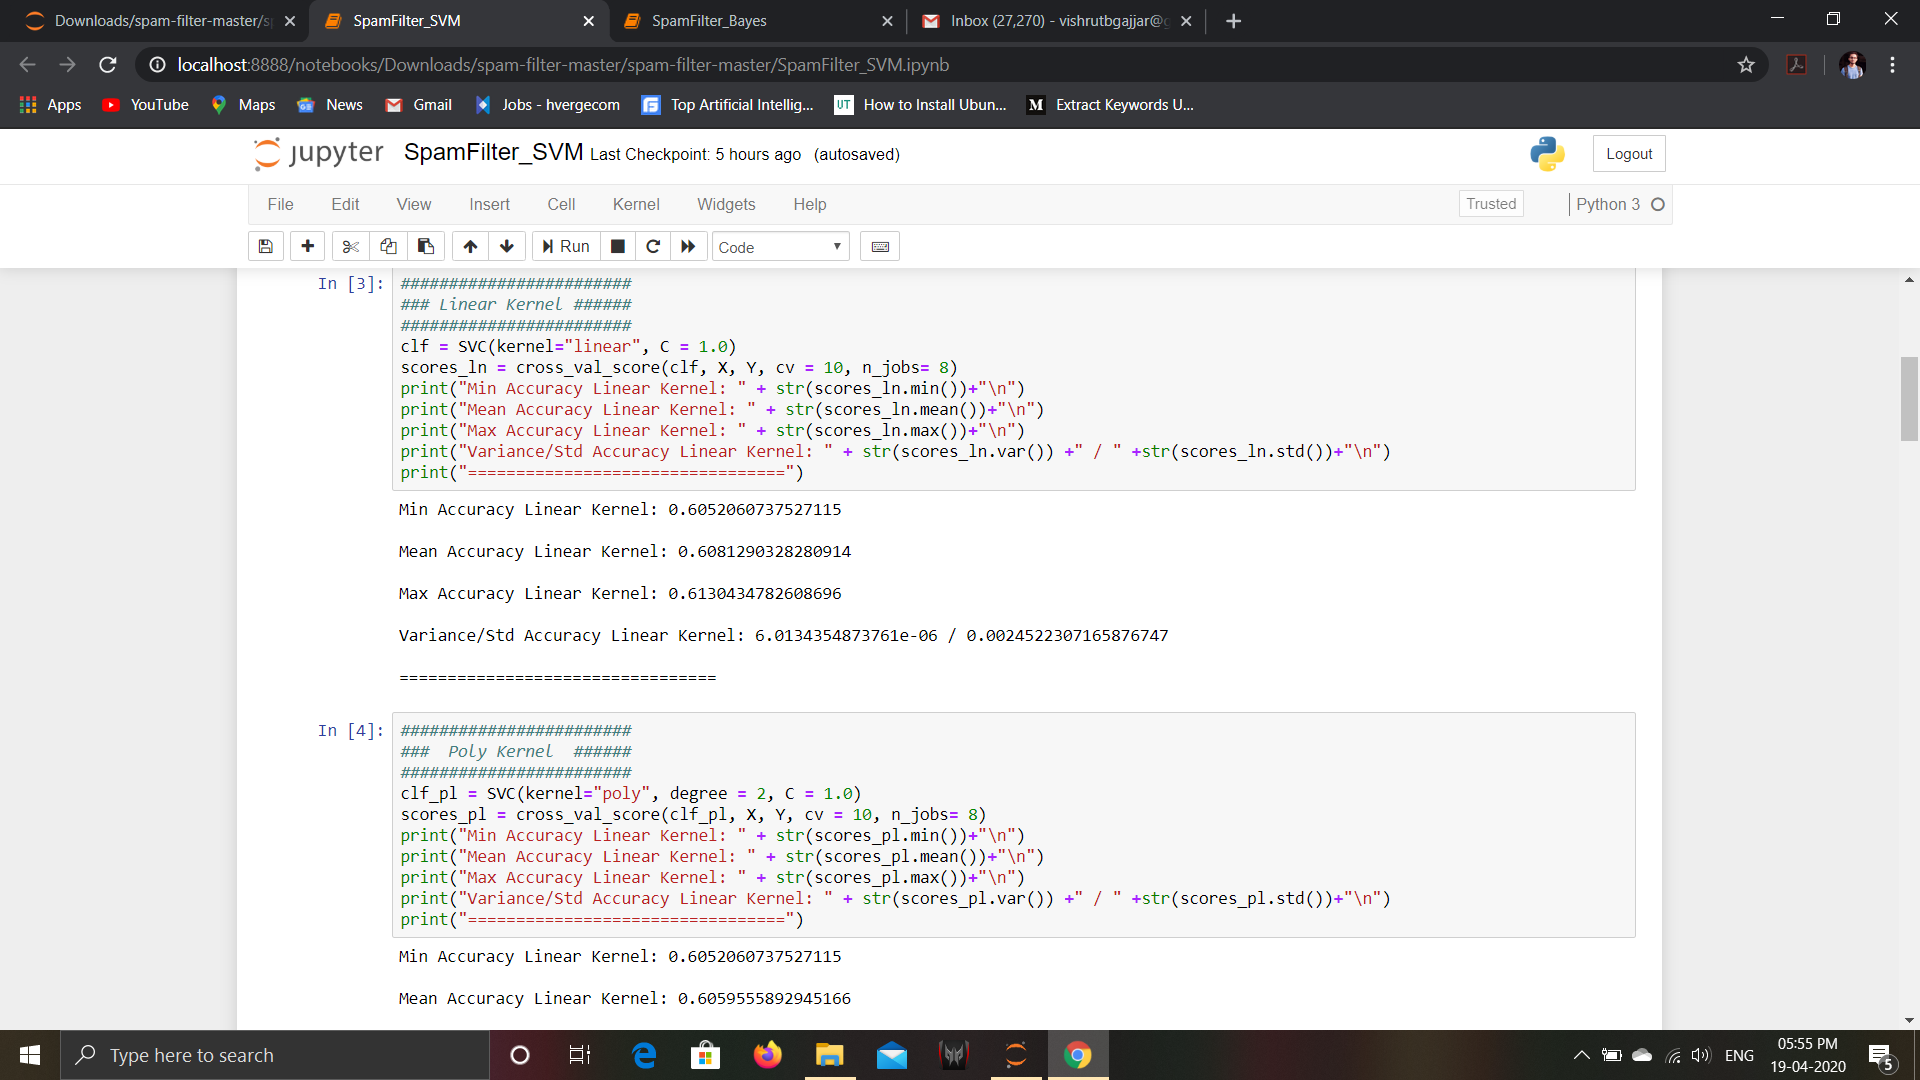 Downloads/spam-filter-master/s
SpamFilter_SVM
SpamFilter_Bayes
Inbox (27,270) - vishrutbgajjar@g
localhost:8888/notebooks/Downloads/spam-filter-master/spam-filter-master/SpamFilter_SVM.ipynb
Apps
YouTube
Maps
News
Gmail
Jobs - hvergecom
Top Artificial Intellig...
UT
How to Install Ubun...
M
Extract Keywords U...
jupyter
SpamFilter_SVM Last Checkpoint: 5 hours ago (autosaved)
Logout
File
Edit
View
Insert
Cell
Kernel
Widgets
Help
Trusted
Python 3
Run
Code
In [3]:
########################
### Linear Kernel ######
########################
clf = SVC(kernel="linear", C = 1.0)
scores_ln = cross_val_score(clf, X, Y, cv = 10, n_jobs= 8)
print("Min Accuracy Linear Kernel: " + str(scores_ln.min())+"\n")
print("Mean Accuracy Linear Kernel: " + str(scores_ln.mean())+"\n")
print("Max Accuracy Linear Kernel: " + str(scores_ln.max())+"\n")
print("Variance/Std Accuracy Linear Kernel: " + str(scores_ln.var()) +" / " +str(scores_ln.std())+"\n")
print("=================================")
Min Accuracy Linear Kernel: 0.6052060737527115
Mean Accuracy Linear Kernel: 0.6081290328280914
Max Accuracy Linear Kernel: 0.6130434782608696
Variance/Std Accuracy Linear Kernel: 6.0134354873761e-06 / 0.0024522307165876747
=================================
In [4]:
########################
###  Poly Kernel  ######
########################
clf_pl = SVC(kernel="poly", degree = 2, C = 1.0)
scores_pl = cross_val_score(clf_pl, X, Y, cv = 10, n_jobs= 8)
print("Min Accuracy Linear Kernel: " + str(scores_pl.min())+"\n")
print("Mean Accuracy Linear Kernel: " + str(scores_pl.mean())+"\n")
print("Max Accuracy Linear Kernel: " + str(scores_pl.max())+"\n")
print("Variance/Std Accuracy Linear Kernel: " + str(scores_pl.var()) +" / " +str(scores_pl.std())+"\n")
print("=================================")
Min Accuracy Linear Kernel: 0.6052060737527115
Mean Accuracy Linear Kernel: 0.6059555892945166
Type here to search
ENG
05:55 PM
19-04-2020
5